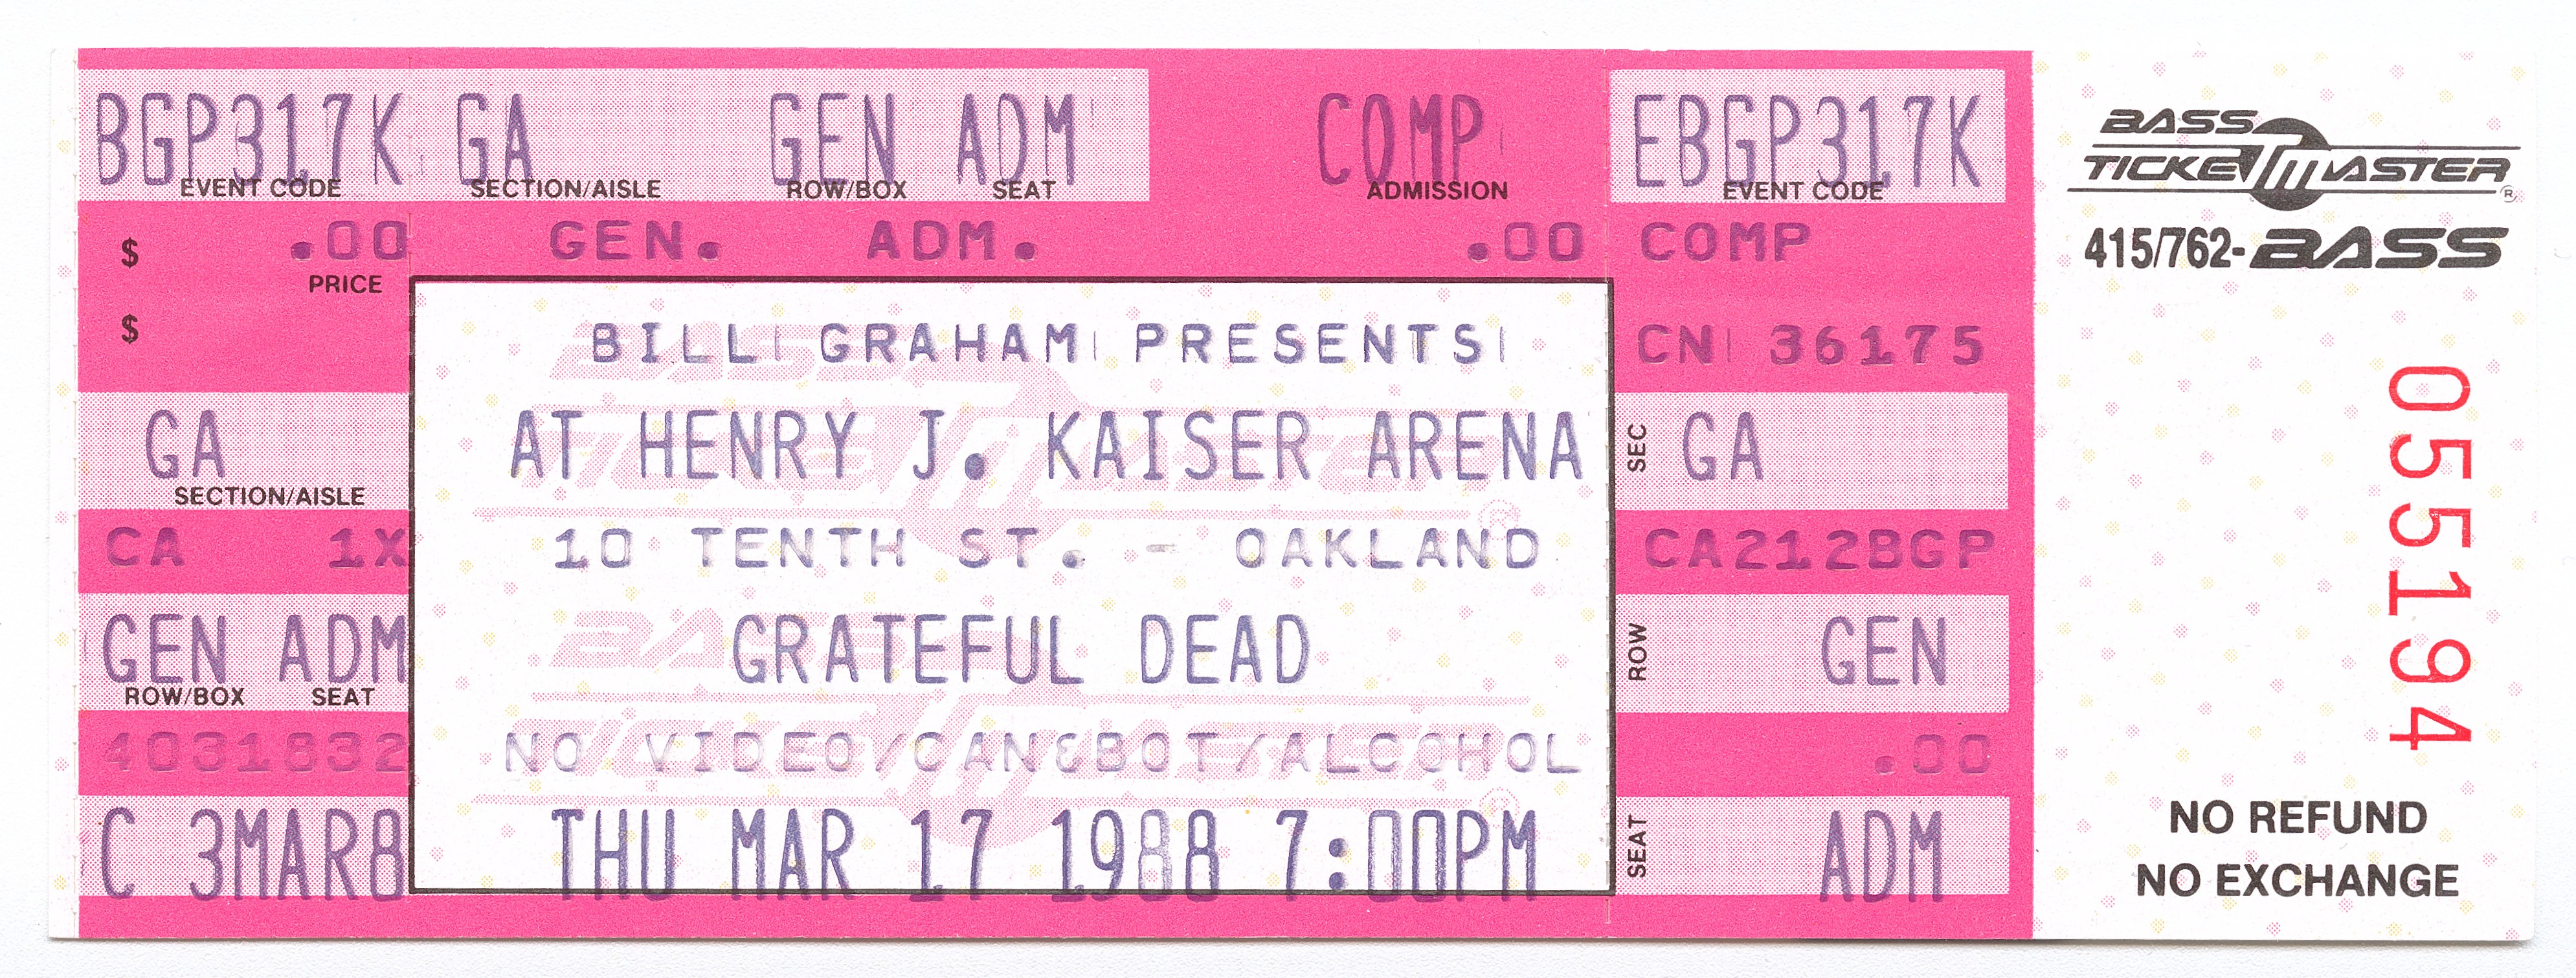 BGP317K GA GEN ADM COMP EBGP317K
EVENT CODE SECTION/AISLE ROW/BOX SEAT ADMISSION EVENT CODE
$ .00 GEN. ADM. .00 COMP
PRICE
$
BILL GRAHAM PRESENTS CN 36175
GA AT HENRY J. KAISER ARENA SEC GA
SECTION/AISLE
CA 1X 10 TENTH ST. - OAKLAND CA212BGP
GEN ADM GRATEFUL DEAD ROW GEN
ROW/BOX SEAT
4031832 NO VIDEO/CAN&BOT/ALCOHOL .00
C 3MAR8 THU MAR 17 1988 7:00PM SEAT ADM
BASS
TICKETMASTER®
415/762-BASS
055194
NO REFUND
NO EXCHANGE
BASS
TICKETMASTER®
BASS
TICKETMASTER®